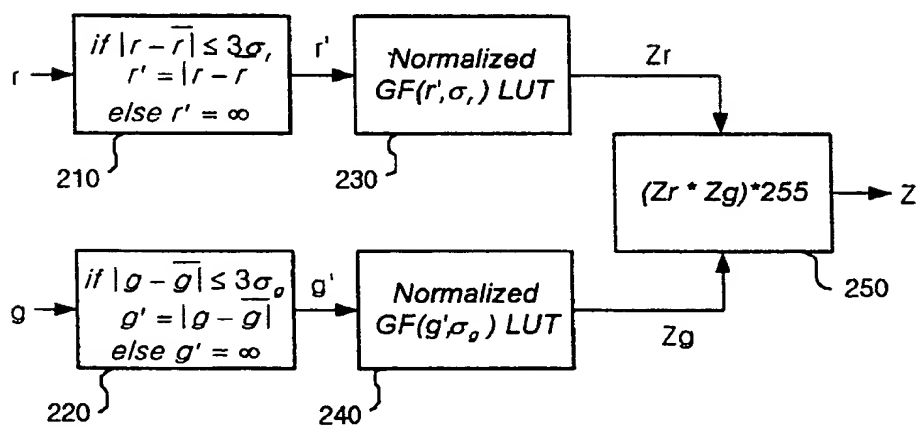 r
if |r - r̅| ≤ 3σᵣ
r' = |r - r
else r' = ∞
210
r'
Normalized
GF(r',σᵣ) LUT
230
Zr
(Zr * Zg)*255
250
Z
g
if |g - g̅| ≤ 3σg
g' = |g - g̅|
else g' = ∞
220
g'
Normalized
GF(g'σg) LUT
240
Zg